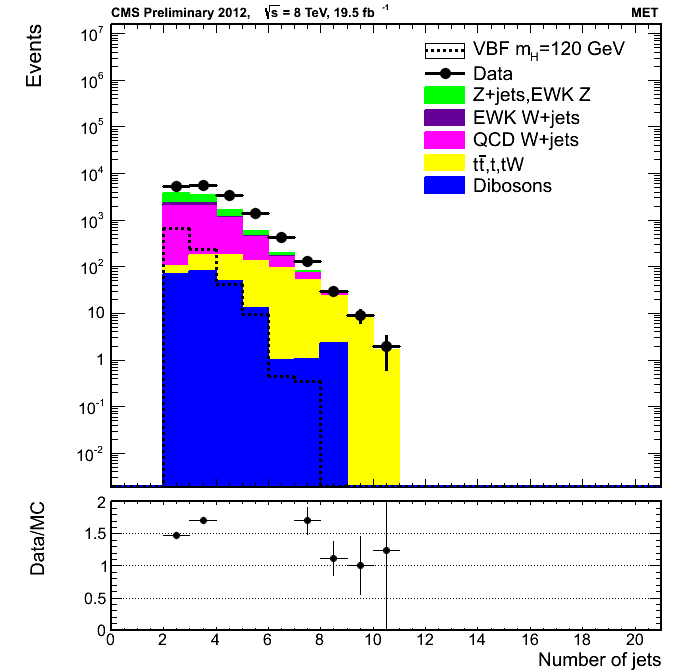 CMS Preliminary 2012, √s = 8 TeV, 19.5 fb⁻¹ MET
Events
10⁷
10⁶
10⁵
10⁴
10³
10²
10
1
10⁻¹
10⁻²
VBF m_H=120 GeV
Data
Z+jets,EWK Z
EWK W+jets
QCD W+jets
tt̄,t,tW
Dibosons
Data/MC
2
1.5
1
0.5
0
0 2 4 6 8 10 12 14 16 18 20
Number of jets